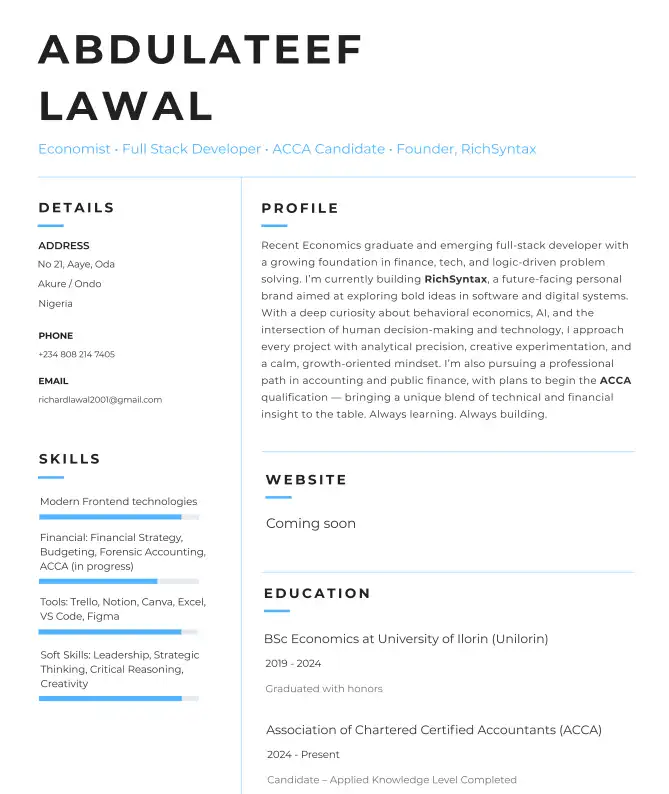 ABDULATEEF
LAWAL
Economist • Full Stack Developer • ACCA Candidate • Founder, RichSyntax
DETAILS
ADDRESS
No 21, Aaye, Oda
Akure / Ondo
Nigeria
PHONE
+234 808 214 7405
EMAIL
richardlawal2001@gmail.com
SKILLS
Modern Frontend technologies
Financial: Financial Strategy,
Budgeting, Forensic Accounting,
ACCA (in progress)
Tools: Trello, Notion, Canva, Excel,
VS Code, Figma
Soft Skills: Leadership, Strategic
Thinking, Critical Reasoning,
Creativity
PROFILE
Recent Economics graduate and emerging full-stack developer with
a growing foundation in finance, tech, and logic-driven problem
solving. I'm currently building RichSyntax, a future-facing personal
brand aimed at exploring bold ideas in software and digital systems.
With a deep curiosity about behavioral economics, AI, and the
intersection of human decision-making and technology, I approach
every project with analytical precision, creative experimentation, and
a calm, growth-oriented mindset. I'm also pursuing a professional
path in accounting and public finance, with plans to begin the ACCA
qualification — bringing a unique blend of technical and financial
insight to the table. Always learning. Always building.
WEBSITE
Coming soon
EDUCATION
BSc Economics at University of Ilorin (Unilorin)
2019 - 2024
Graduated with honors
Association of Chartered Certified Accountants (ACCA)
2024 - Present
Candidate – Applied Knowledge Level Completed